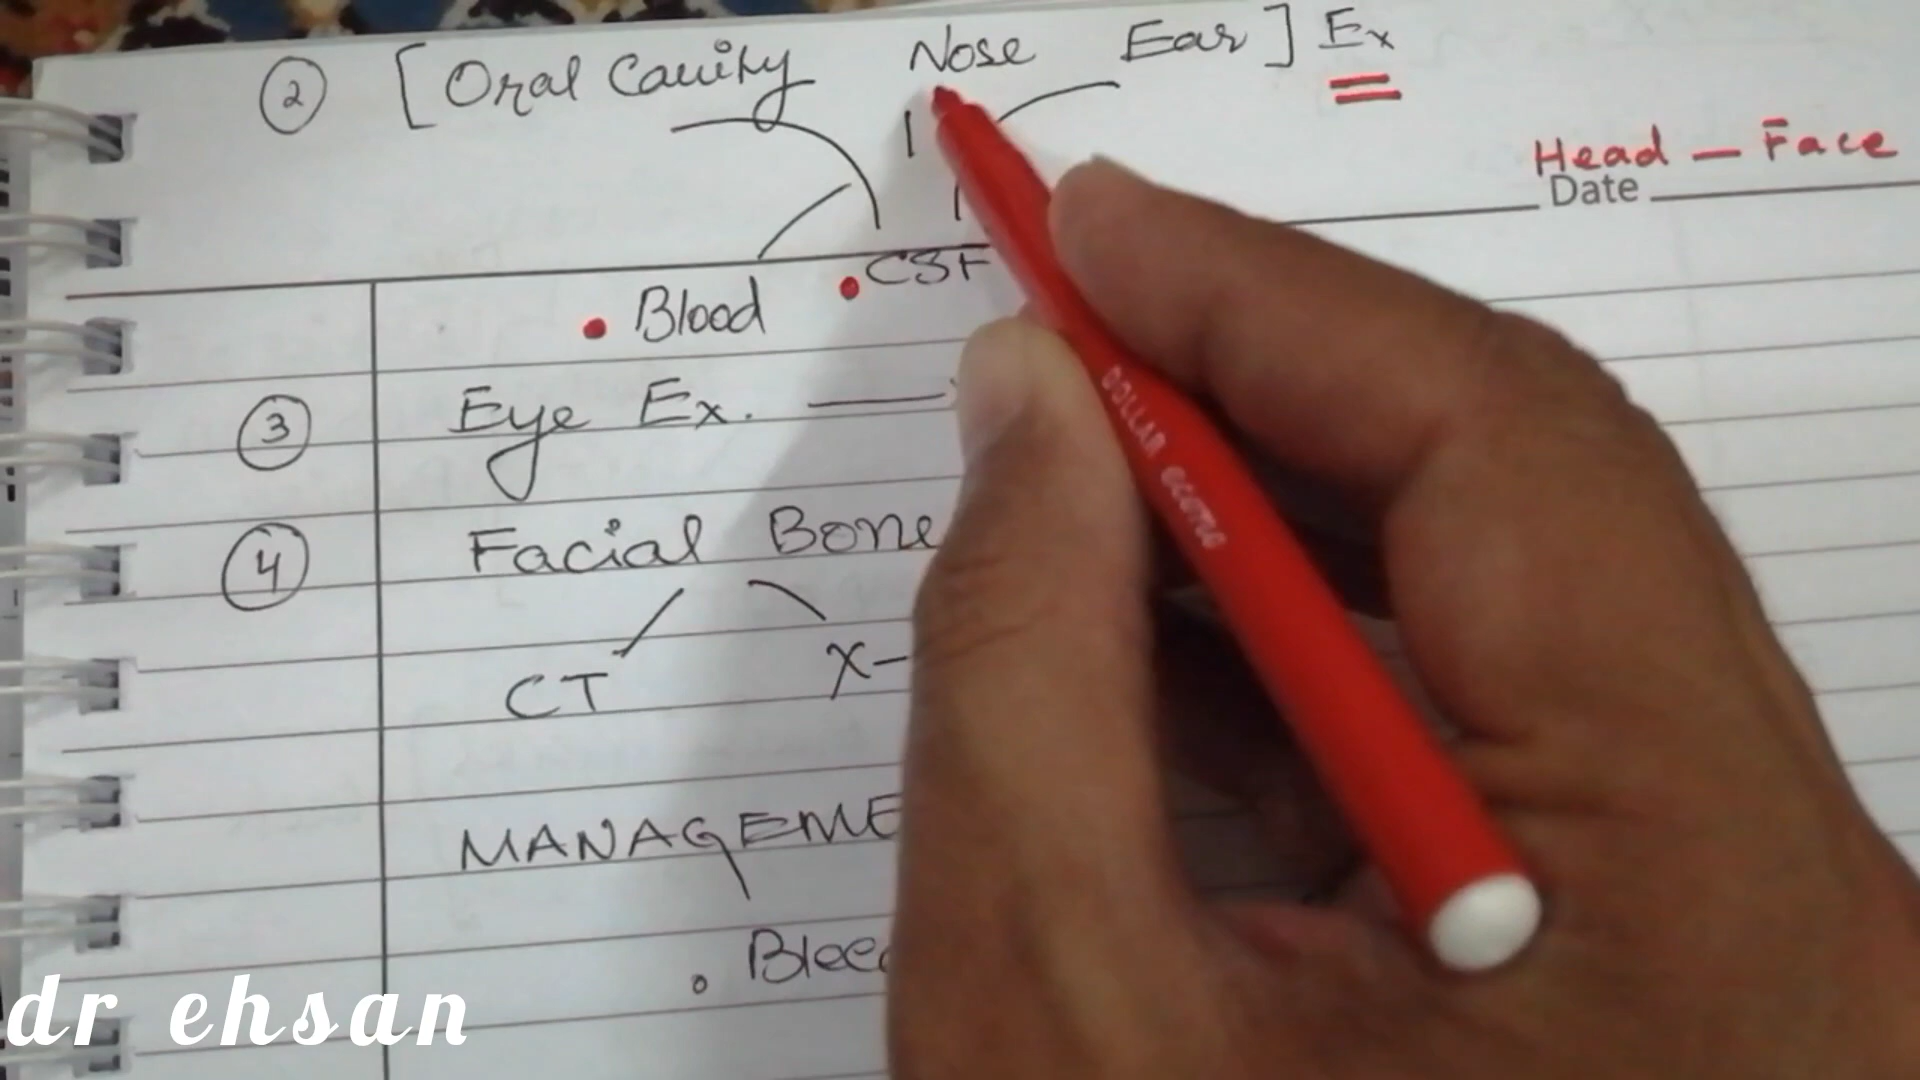 ② [Oral Cavity Nose Ear] Ex
Head — Face
Date
• Blood • CSF
③ Eye Ex.
④ Facial Bone
CT X-
MANAGEME
Blee
DOLLAR
dr ehsan